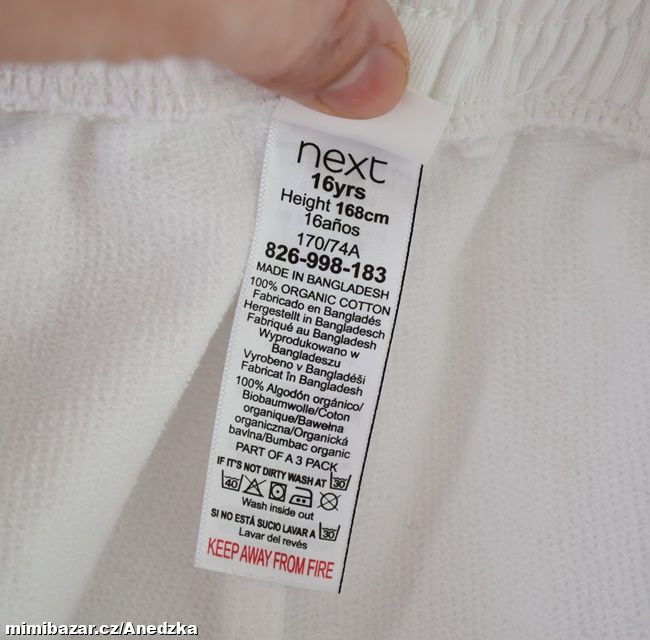 next
16yrs
Height 168cm
16años
170/74A
826-998-183
MADE IN BANGLADESH
100% ORGANIC COTTON
Fabricado en Bangladés
Hergestellt in Bangladesch
Fabriqué au Bangladesh
Wyprodukowano w
Bangladeszu
Vyrobeno v Bangladéši
Fabricat în Bangladesh
100% Algodón orgánico/
Biobaumwolle/Coton
organique/Bawełna
organiczna/Organická
bavlna/Bumbac organic
PART OF A 3 PACK
IF IT'S NOT DIRTY WASH AT 30
40
Wash inside out
SI NO ESTÁ SUCIO LAVAR A 30
Lavar del revés
KEEP AWAY FROM FIRE
mimibazar.cz/Anedzka